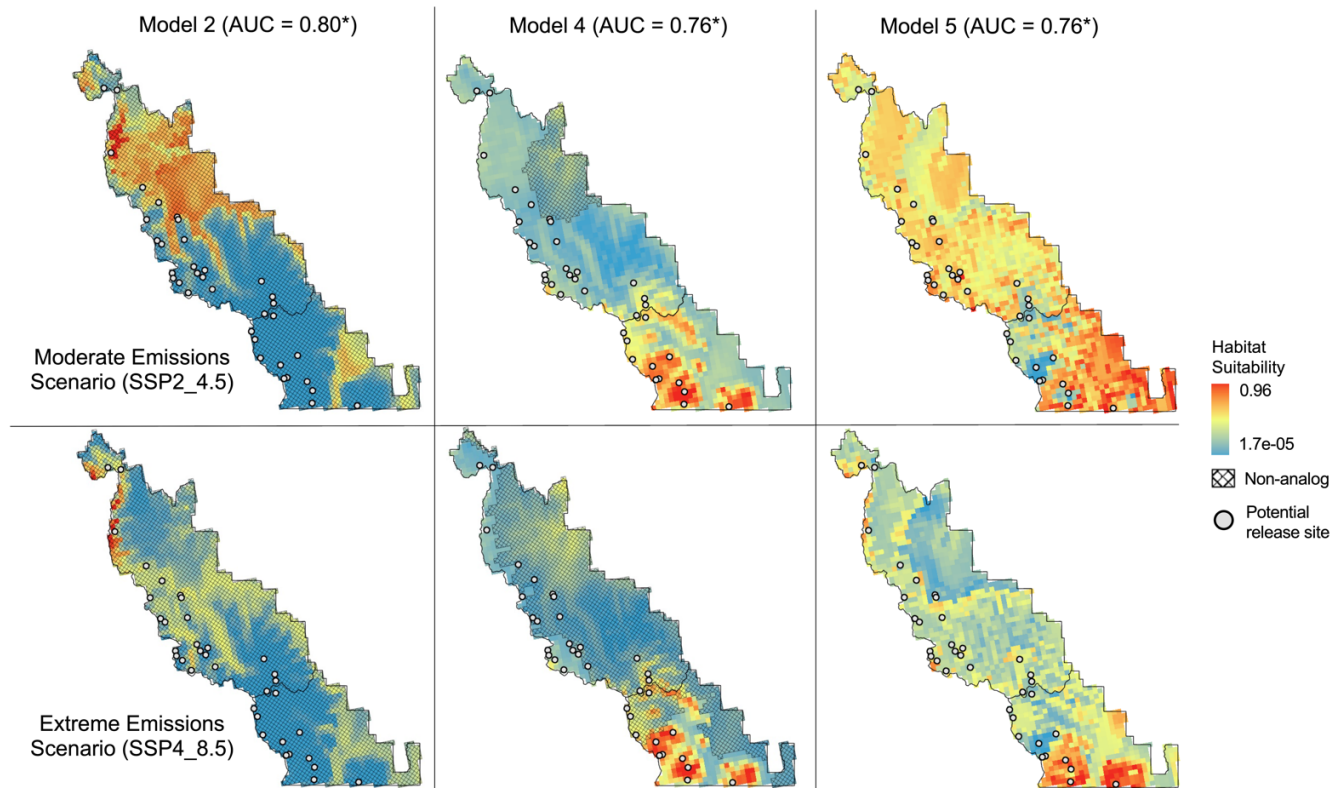 Model 2 (AUC = 0.80*)
Model 4 (AUC = 0.76*)
Model 5 (AUC = 0.76*)
Moderate Emissions
Scenario (SSP2_4.5)
Habitat
Suitability
0.96
1.7e-05
Non-analog
Potential
release site
Extreme Emissions
Scenario (SSP4_8.5)